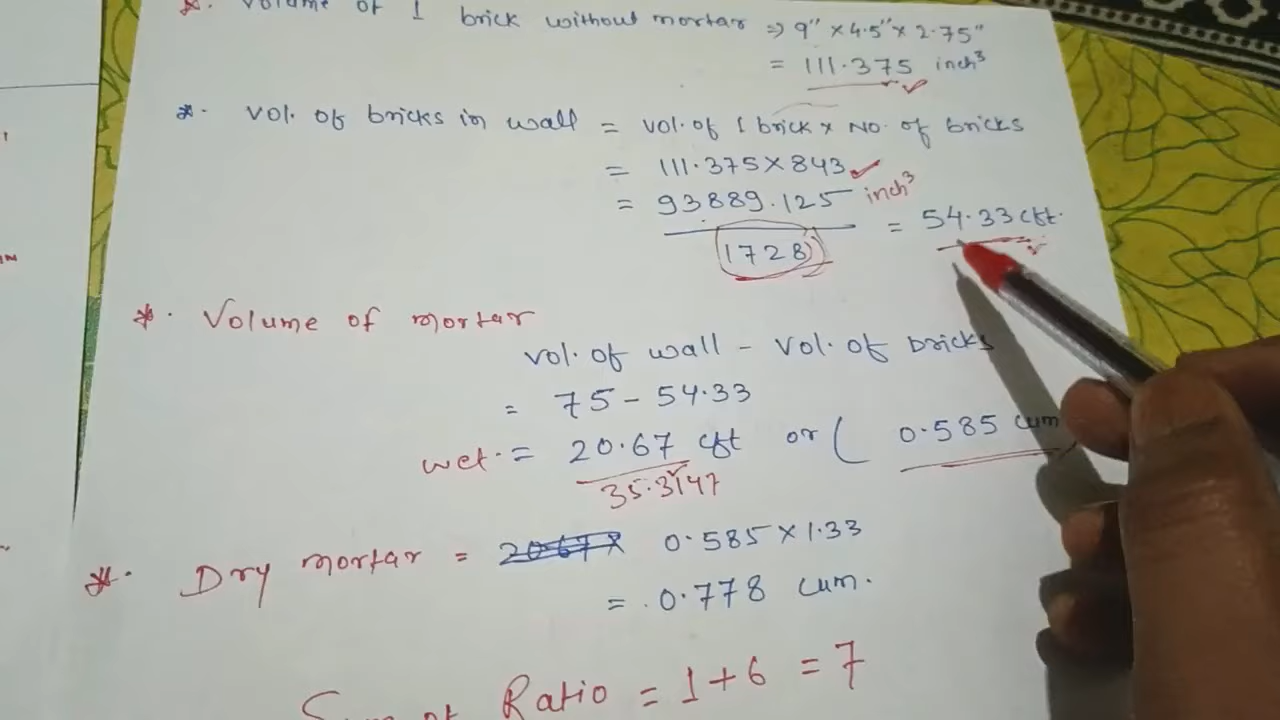 *. Volume of 1 brick without mortar => 9" x 4.5" x 2.75"
= 111.375 inch³
*. Vol. of bricks in wall = vol. of 1 brick x No. of bricks
= 111.375 x 843
= 93889.125 inch³
1728
= 54.33 cft.
*. Volume of mortar
vol. of wall - vol. of bricks
= 75 - 54.33
wet. = 20.67 cft or ( 0.585 cum
35.3147
*. Dry mortar = 0.585 x 1.33
= 0.778 cum.
Ratio = 1 + 6 = 7